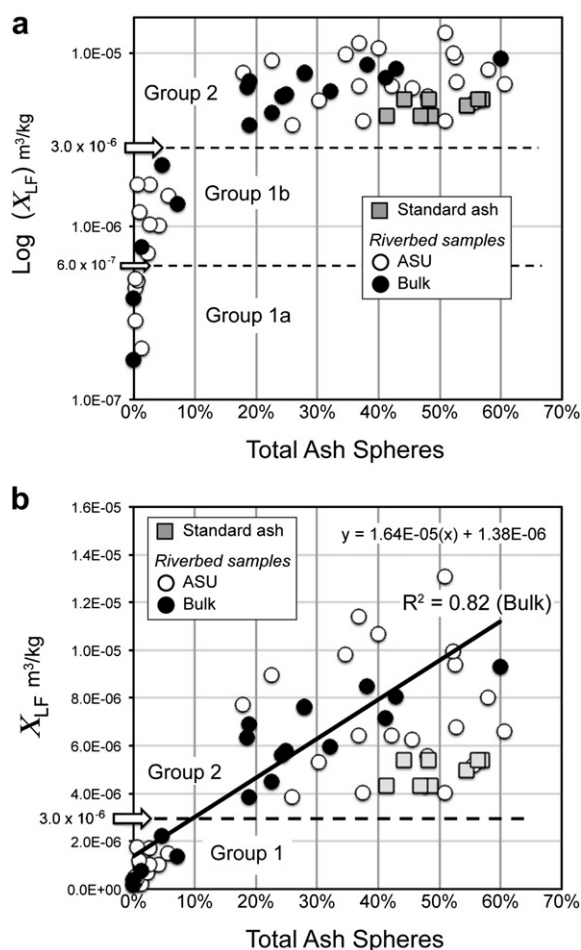 a
1.0E-05
Group 2
3.0 x 10⁻⁶
Group 1b
Log (X_LF) m³/kg
1.0E-06
Standard ash
Riverbed samples
6.0 x 10⁻⁷
ASU
Bulk
Group 1a
1.0E-07
0% 10% 20% 30% 40% 50% 60% 70%
Total Ash Spheres
b
1.6E-05
Standard ash
y = 1.64E-05(x) + 1.38E-06
1.4E-05
Riverbed samples
ASU
Bulk
1.2E-05
R² = 0.82 (Bulk)
1.0E-05
X_LF m³/kg
8.0E-06
6.0E-06
Group 2
4.0E-06
3.0 x 10⁻⁶
2.0E-06
Group 1
0.0E+00
0% 10% 20% 30% 40% 50% 60% 70%
Total Ash Spheres